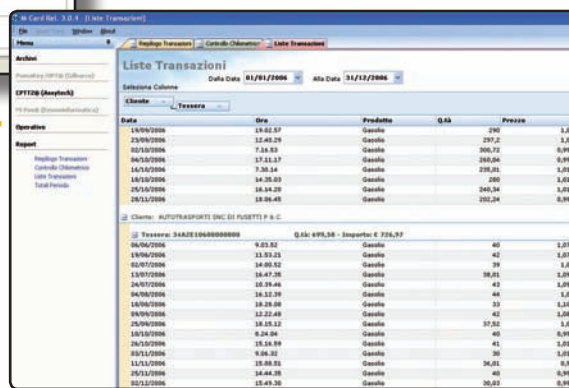 M-Card Rel. 3.0.4 - [Liste Transazioni]
File Window About
Menu
Riepilogo Transazioni Controllo Chilometrico Liste Transazioni
Archivi
CPTTZ@ (Assytech)
Operativo
Report
Riepilogo Transazioni
Controllo Chilometrico
Liste Transazioni
Totali Periodo
Liste Transazioni
Dalla Data 01/01/2006 Alla Data 31/12/2006
Seleziona Colonne
Cliente Tessera
Data Ora Prodotto Q.tà Prezzo
19/09/2006 19.02.57 Gasolio 290
23/09/2006 12.40.29 Gasolio 297,2
02/10/2006 7.16.53 Gasolio 300,72
04/10/2006 17.11.17 Gasolio 260,04
16/10/2006 7.30.14 Gasolio 235,01
18/10/2006 14.35.03 Gasolio 280
25/10/2006 16.14.20 Gasolio 240,34
28/11/2006 18.06.45 Gasolio 202,24
Cliente: AUTOTRASPORTI SNC DI FUSETTI P & C.
Tessera: Q.tà: 699,58 - Importo: € 726,97
06/06/2006 9.03.52 Gasolio 40
19/06/2006 11.53.21 Gasolio 42
02/07/2006 14.00.52 Gasolio 39
13/07/2006 16.47.35 Gasolio 38,01
24/07/2006 10.39.46 Gasolio 43
04/08/2006 16.12.39 Gasolio 44
18/08/2006 18.28.08 Gasolio 33
09/09/2006 12.22.48 Gasolio 42
25/09/2006 18.15.12 Gasolio 37,52
10/10/2006 8.24.04 Gasolio 40
26/10/2006 15.16.59 Gasolio 41
03/11/2006 9.06.32 Gasolio 30
11/11/2006 15.08.51 Gasolio 36,01
25/11/2006 14.44.35 Gasolio 40
02/12/2006 15.49.30 Gasolio 30,03